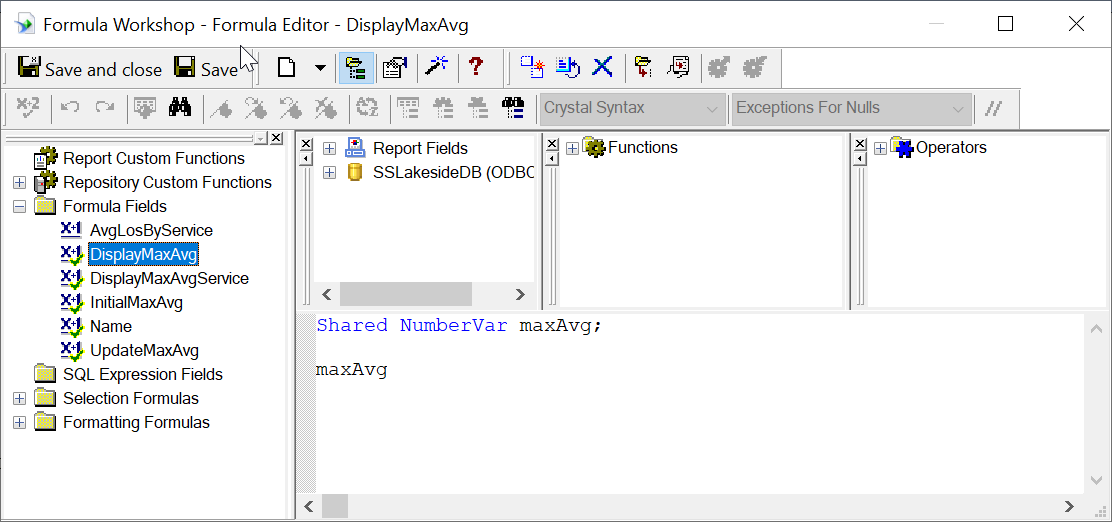 Formula Workshop - Formula Editor - DisplayMaxAvg
Save and close Save
Crystal Syntax Exceptions For Nulls //
Report Custom Functions
Repository Custom Functions
Formula Fields
AvgLosByService
DisplayMaxAvg
DisplayMaxAvgService
InitialMaxAvg
Name
UpdateMaxAvg
SQL Expression Fields
Selection Formulas
Formatting Formulas
Report Fields
SSLakesideDB (ODBC
Functions
Operators
Shared NumberVar maxAvg;
maxAvg